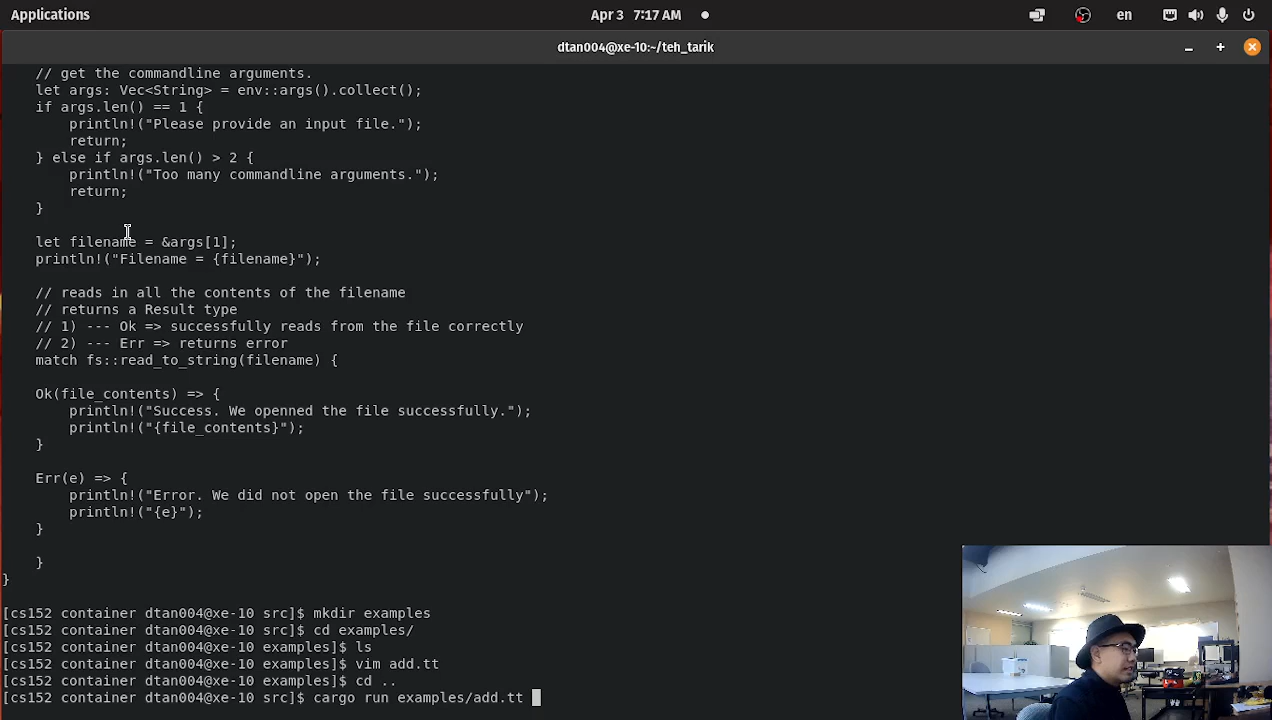 Applications
Apr 3 7:17 AM
en
dtan004@xe-10:~/teh_tarik
// get the commandline arguments.
let args: Vec<String> = env::args().collect();
if args.len() == 1 {
println!("Please provide an input file.");
return;
} else if args.len() > 2 {
println!("Too many commandline arguments.");
return;
}
let filename = &args[1];
println!("Filename = {filename}");
// reads in all the contents of the filename
// returns a Result type
// 1) --- Ok => successfully reads from the file correctly
// 2) --- Err => returns error
match fs::read_to_string(filename) {
Ok(file_contents) => {
println!("Success. We openned the file successfully.");
println!("{file_contents}");
}
Err(e) => {
println!("Error. We did not open the file successfully");
println!("{e}");
}
}
}
[cs152 container dtan004@xe-10 src]$ mkdir examples
[cs152 container dtan004@xe-10 src]$ cd examples/
[cs152 container dtan004@xe-10 examples]$ ls
[cs152 container dtan004@xe-10 examples]$ vim add.tt
[cs152 container dtan004@xe-10 examples]$ cd ..
[cs152 container dtan004@xe-10 src]$ cargo run examples/add.tt